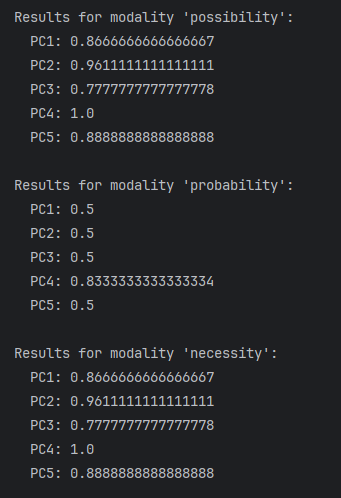 Results for modality 'possibility':
PC1: 0.8666666666666667
PC2: 0.9611111111111111
PC3: 0.7777777777777778
PC4: 1.0
PC5: 0.8888888888888888
Results for modality 'probability':
PC1: 0.5
PC2: 0.5
PC3: 0.5
PC4: 0.8333333333333334
PC5: 0.5
Results for modality 'necessity':
PC1: 0.8666666666666667
PC2: 0.9611111111111111
PC3: 0.7777777777777778
PC4: 1.0
PC5: 0.8888888888888888